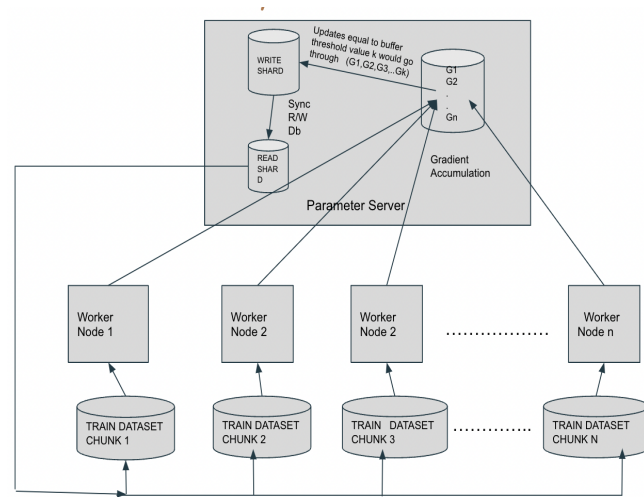 Updates equal to buffer
threshold value k would go
through (G1,G2,G3,..Gk)
WRITE
SHARD
G1
G2
.
.
Gn
Sync
R/W
Db
READ
SHAR
D
Gradient
Accumulation
Parameter Server
Worker
Node 1
Worker
Node 2
Worker
Node 2
..................
Worker
Node n
TRAIN DATASET
CHUNK 1
TRAIN DATASET
CHUNK 2
TRAIN DATASET
CHUNK 3
..............
TRAIN DATASET
CHUNK N